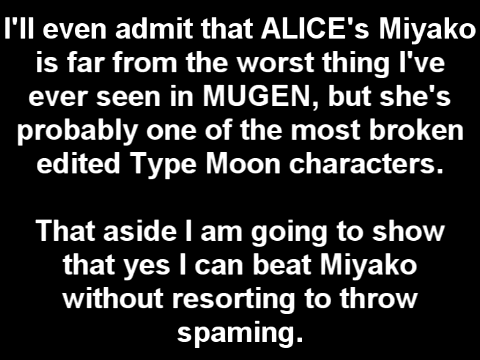 I'll even admit that ALICE's Miyako
is far from the worst thing I've
ever seen in MUGEN, but she's
probably one of the most broken
edited Type Moon characters.

That aside I am going to show
that yes I can beat Miyako
without resorting to throw
spaming.